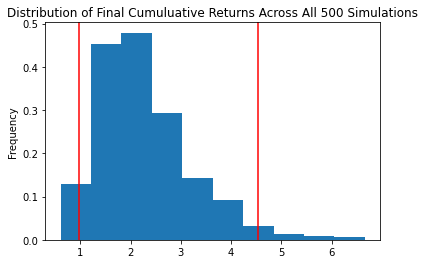 Distribution of Final Cumuluative Returns Across All 500 Simulations
0.5
0.4
0.3
0.2
0.1
0.0
Frequency
1 2 3 4 5 6